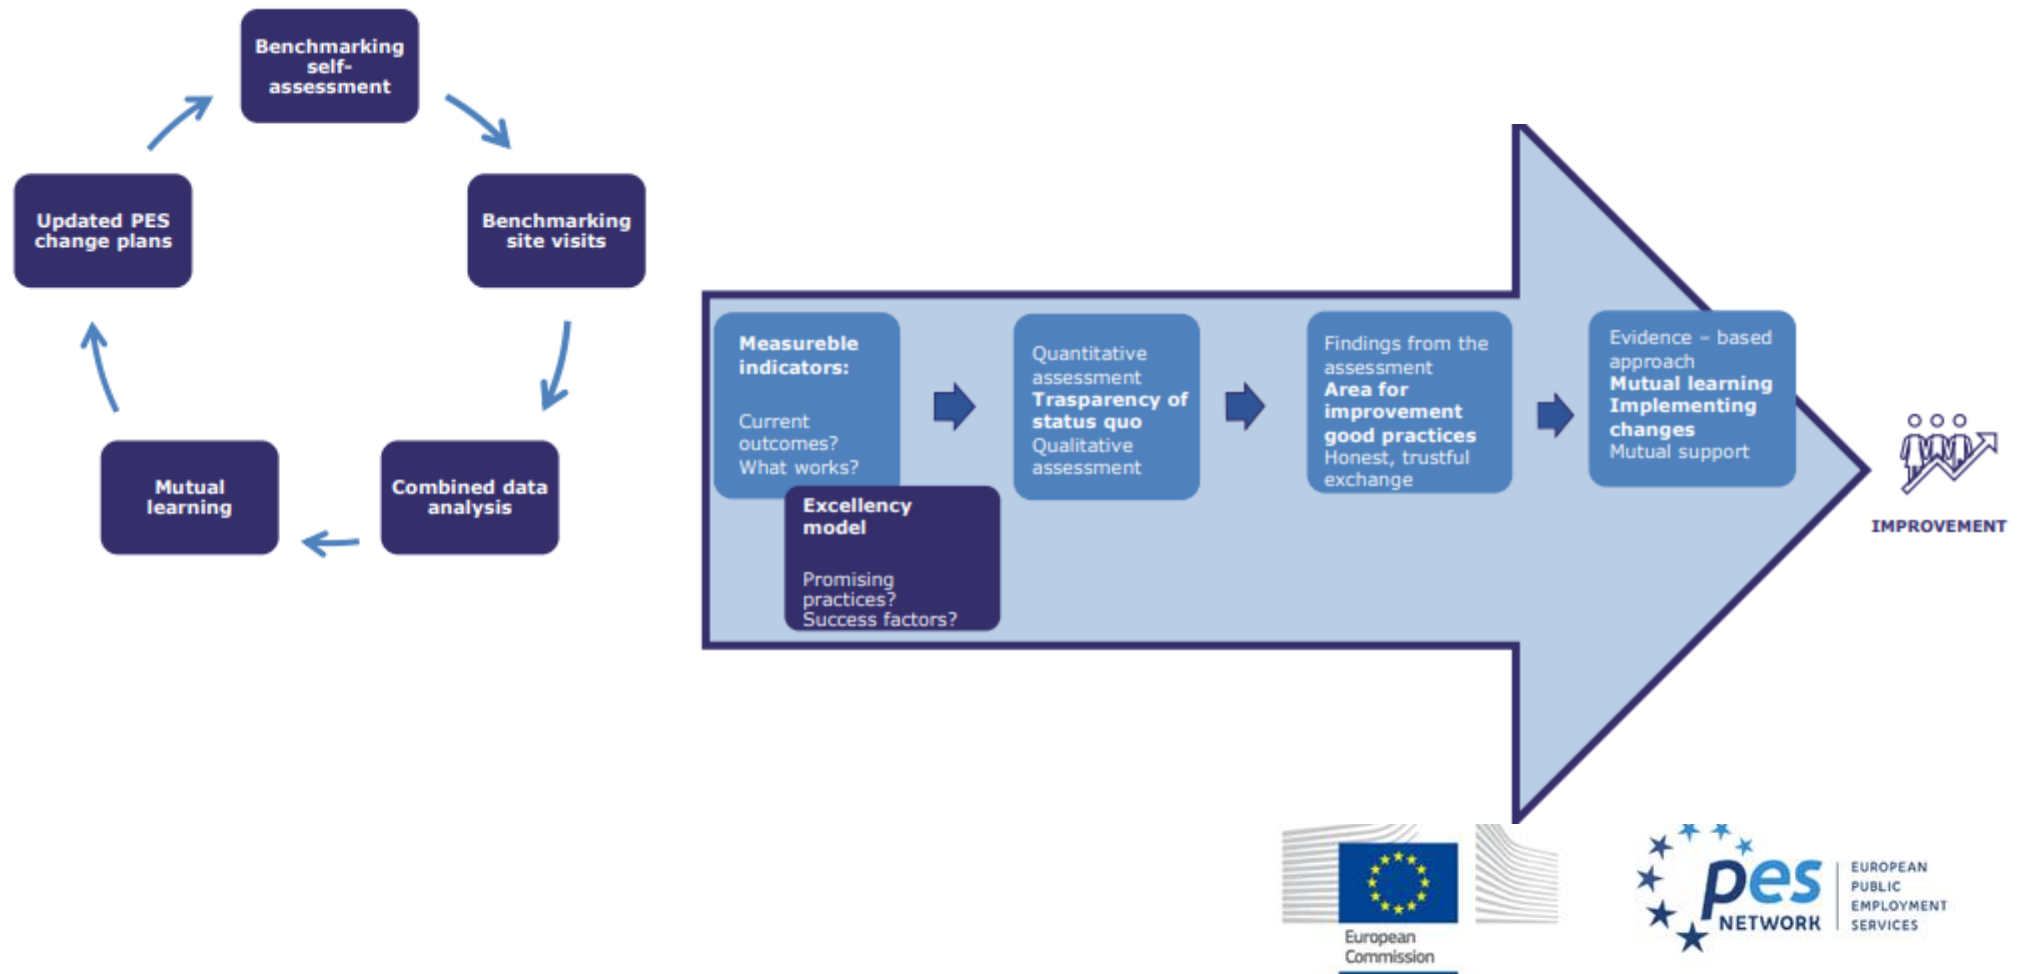 Benchmarking
self-
assessment
Benchmarking
site visits
Combined data
analysis
Mutual
learning
Updated PES
change plans
Measureble
indicators:
Current
outcomes?
What works?
Excellency
model
Promising
practices?
Success factors?
Quantitative
assessment
Trasparency of
status quo
Qualitative
assessment
Findings from the
assessment
Area for
improvement
good practices
Honest, trustful
exchange
Evidence – based
approach
Mutual learning
Implementing
changes
Mutual support
IMPROVEMENT
European
Commission
pes
NETWORK
EUROPEAN
PUBLIC
EMPLOYMENT
SERVICES